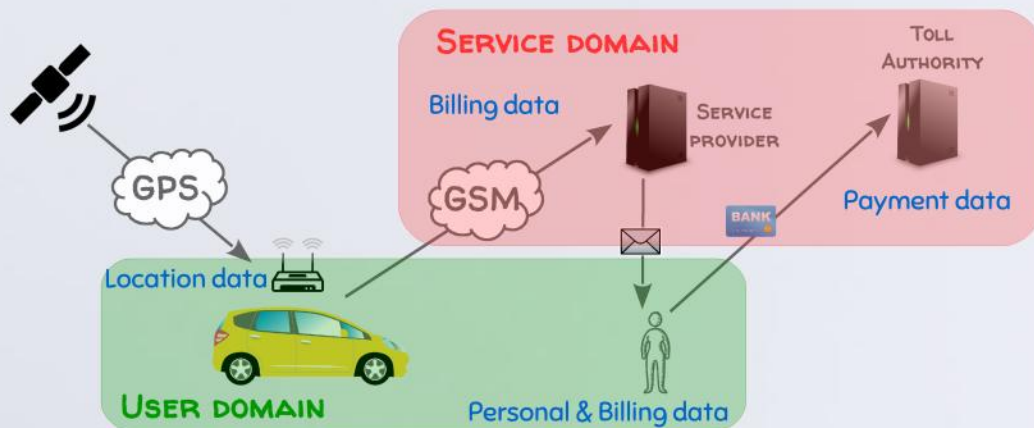 SERVICE DOMAIN
TOLL
AUTHORITY
Billing data
SERVICE
PROVIDER
GPS
GSM
BANK
Payment data
Location data
USER DOMAIN
Personal & Billing data